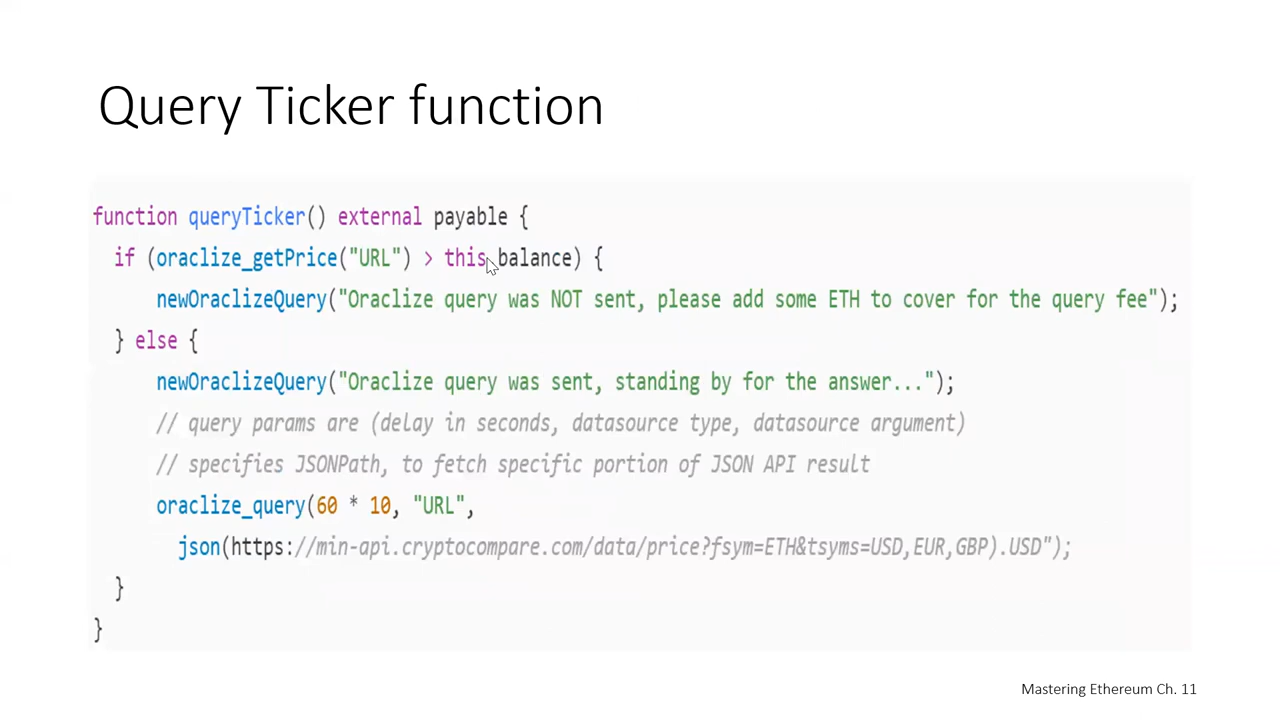 Query Ticker function
function queryTicker() external payable {
if (oraclize_getPrice("URL") > this.balance) {
newOraclizeQuery("Oraclize query was NOT sent, please add some ETH to cover for the query fee");
} else {
newOraclizeQuery("Oraclize query was sent, standing by for the answer...");
// query params are (delay in seconds, datasource type, datasource argument)
// specifies JSONPath, to fetch specific portion of JSON API result
oraclize_query(60 * 10, "URL",
json(https://min-api.cryptocompare.com/data/price?fsym=ETH&tsyms=USD,EUR,GBP).USD");
}
}
Mastering Ethereum Ch. 11